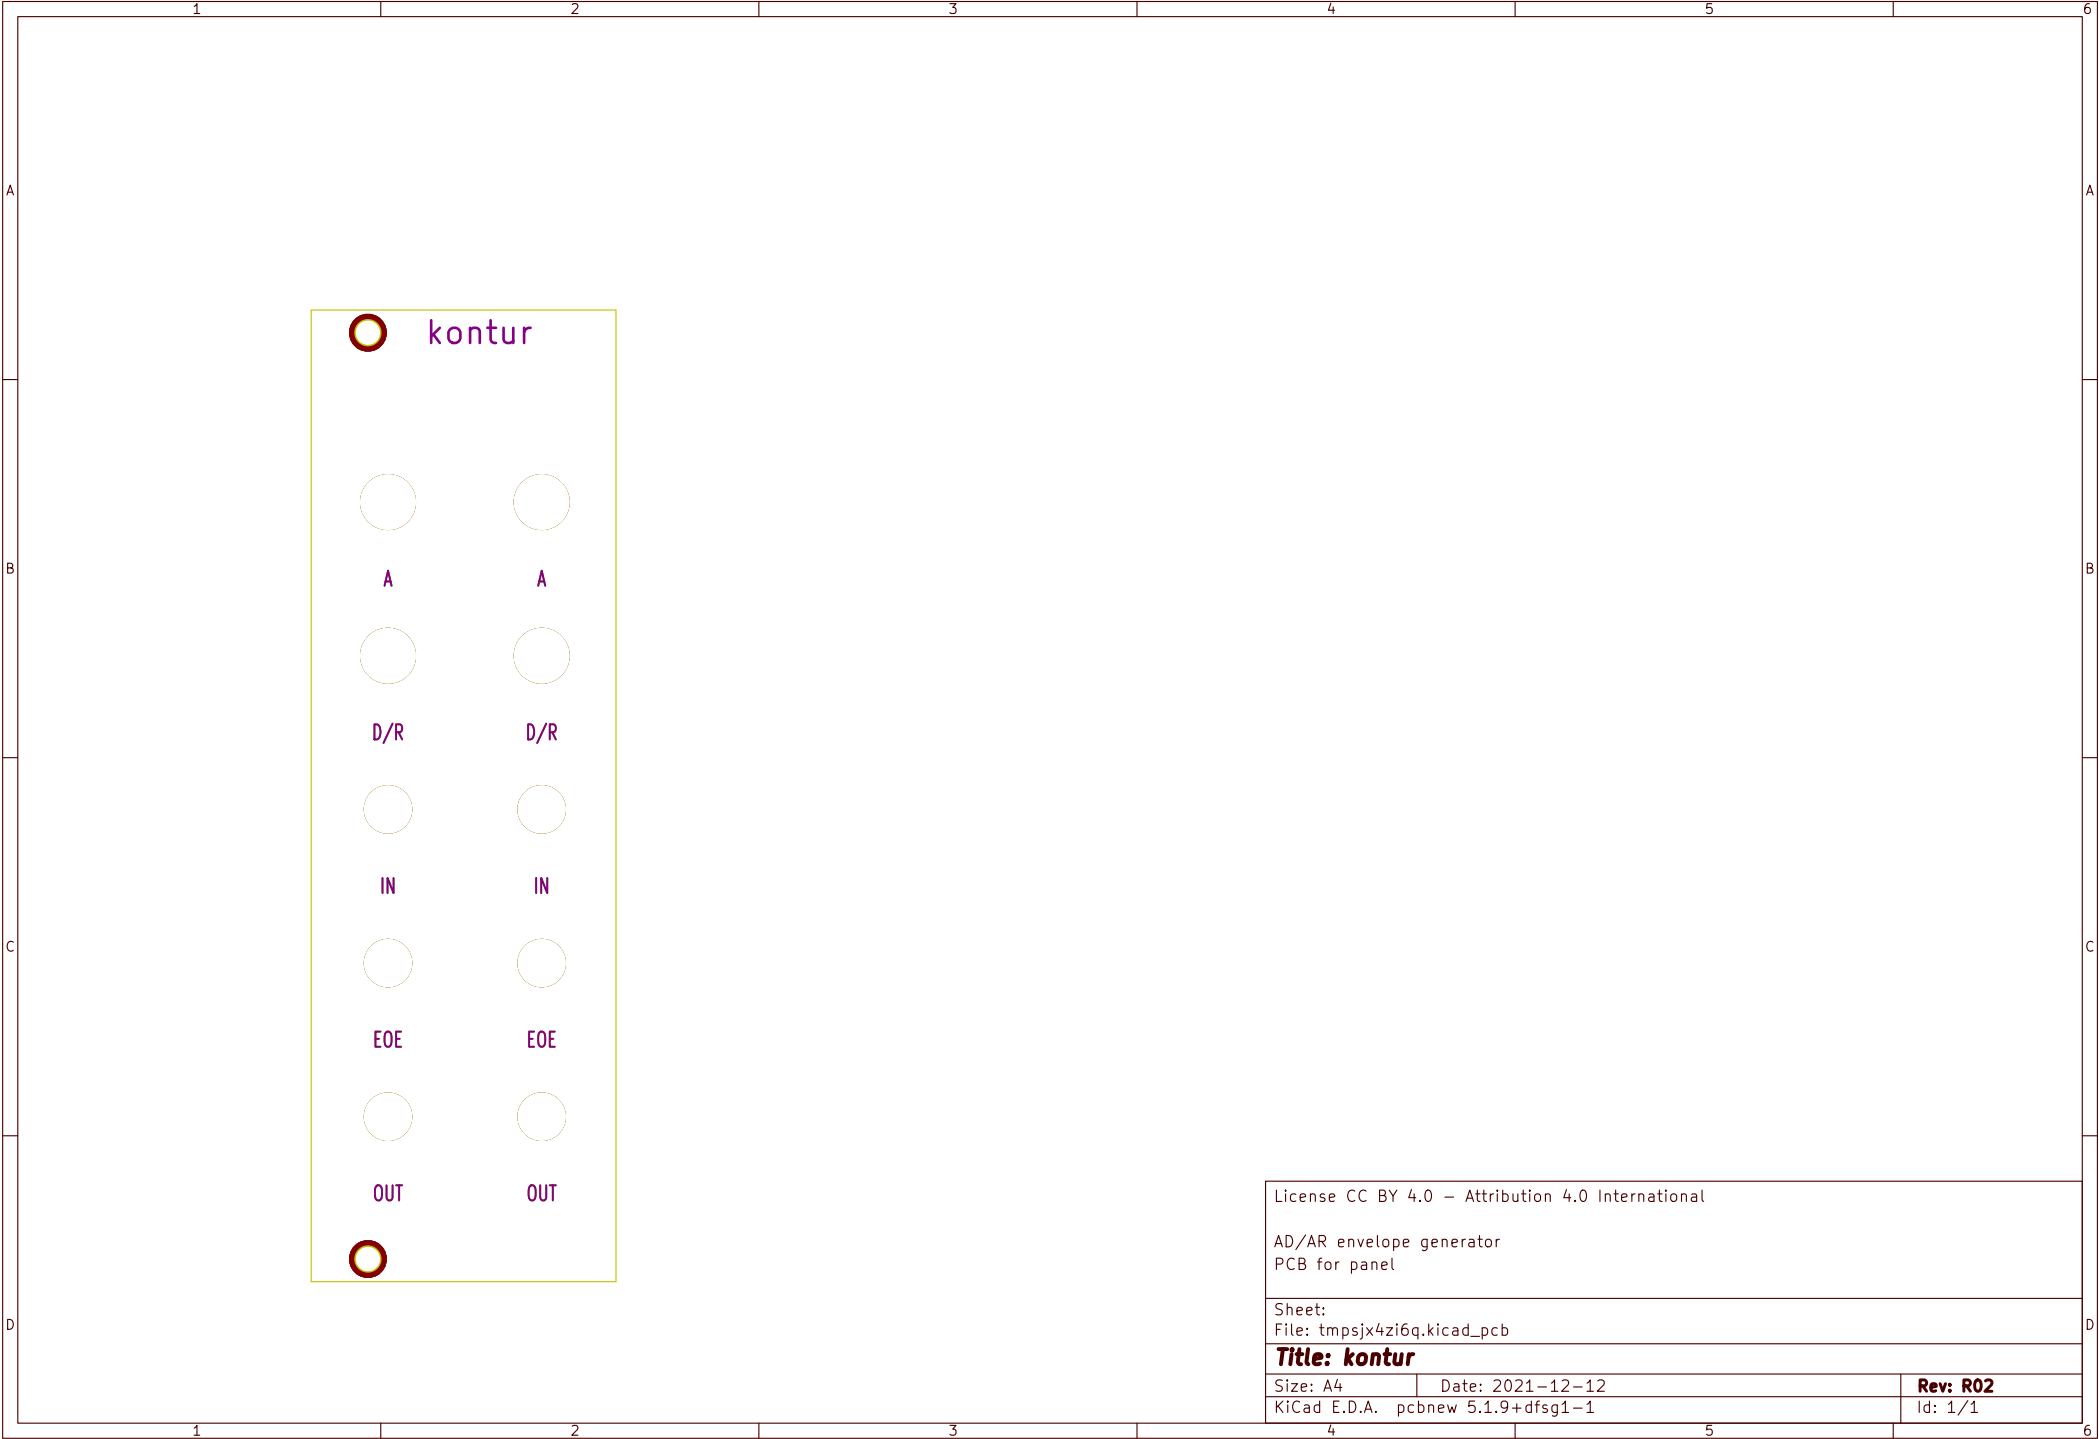 1 2 3 4 5 6
A A
kontur
B B
A A
D/R D/R
IN IN
C C
EOE EOE
OUT OUT
License CC BY 4.0 - Attribution 4.0 International
AD/AR envelope generator
PCB for panel
Sheet:
D D
File: tmpsjx4zi6q.kicad_pcb
Title: kontur
Size: A4 Date: 2021-12-12 Rev: R02
KiCad E.D.A. pcbnew 5.1.9+dfsg1-1 Id: 1/1
1 2 3 4 5 6